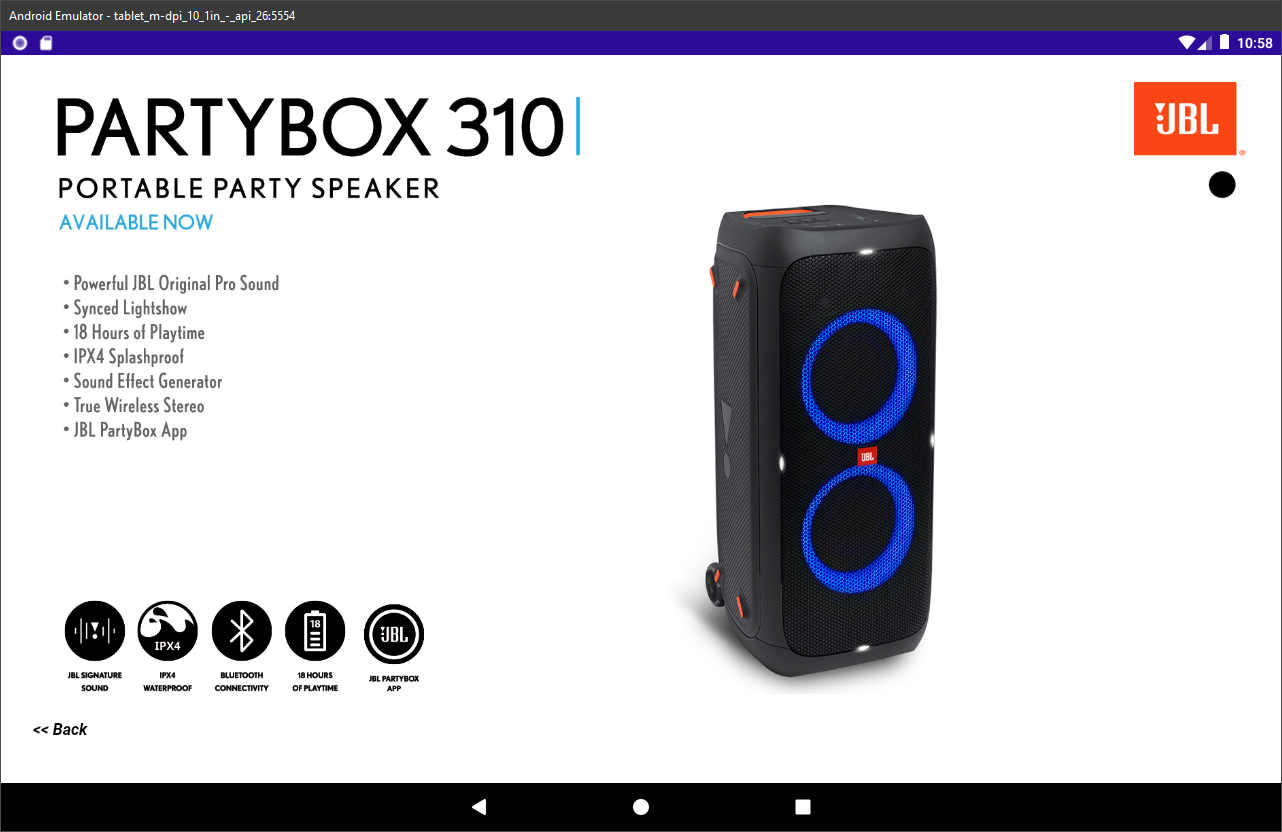 Android Emulator - tablet_m-dpi_10_1in_-_api_26:5554
10:58
PARTYBOX 310
JBL
®
PORTABLE PARTY SPEAKER
AVAILABLE NOW
• Powerful JBL Original Pro Sound
• Synced Lightshow
• 18 Hours of Playtime
• IPX4 Splashproof
• Sound Effect Generator
• True Wireless Stereo
• JBL PartyBox App
JBL
IPX4
18
JBL
JBL SIGNATURE
SOUND
IPX4
WATERPROOF
BLUETOOTH
CONNECTIVITY
18 HOURS
OF PLAYTIME
JBL PARTYBOX
APP
<< Back